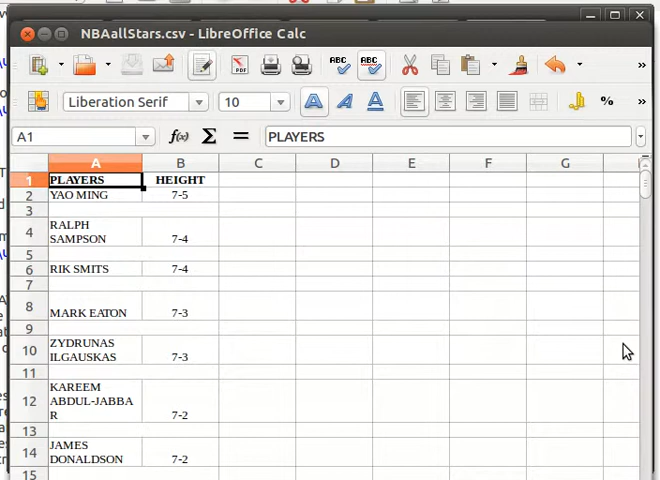 NBAallStars.csv - LibreOffice Calc
ABC ABC »
Liberation Serif 10 A A A % »
A1 f(x) Σ = PLAYERS
A B C D E F G
1 PLAYERS HEIGHT
2 YAO MING 7-5
3
4 RALPH
SAMPSON 7-4
5
6 RIK SMITS 7-4
7
8 MARK EATON 7-3
9
10 ZYDRUNAS
ILGAUSKAS 7-3
11
12 KAREEM
ABDUL-JABBA
R 7-2
13
14 JAMES
DONALDSON 7-2
15